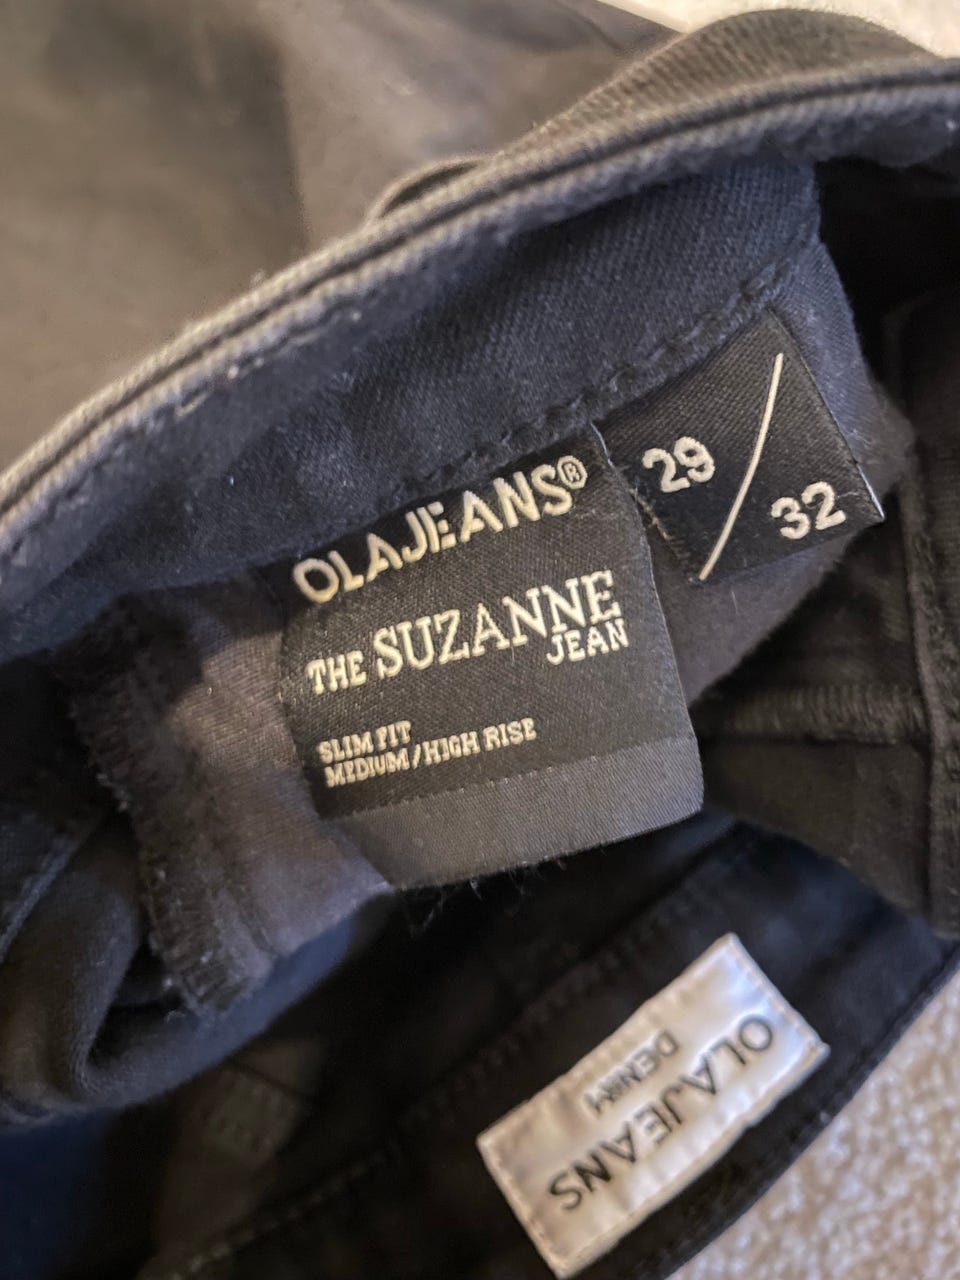 OLAJEANS®
THE SUZANNE
JEAN
SLIM FIT
MEDIUM/HIGH RISE
29/32
OLAJEANS
DENIM